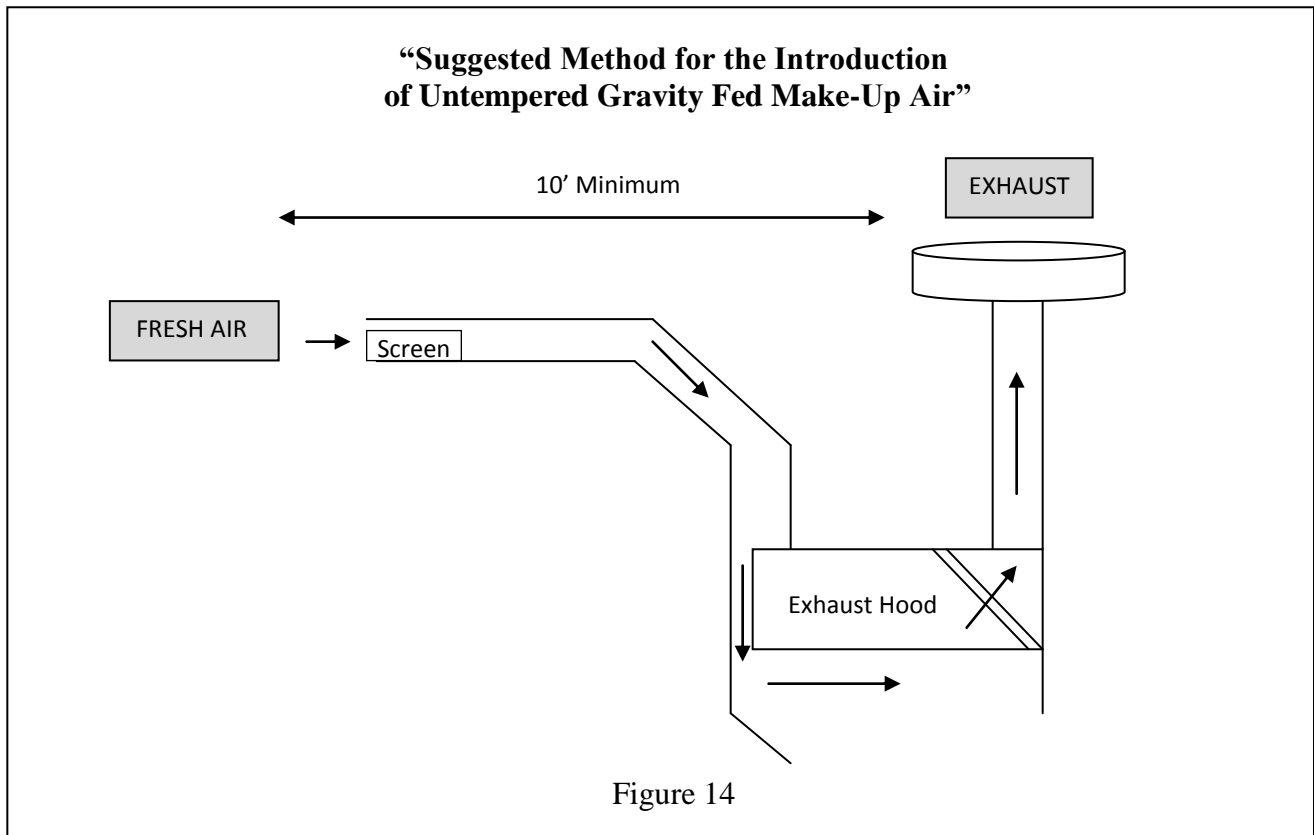 “Suggested Method for the Introduction
of Untempered Gravity Fed Make-Up Air”
10’ Minimum
EXHAUST
FRESH AIR
Screen
Exhaust Hood
Figure 14